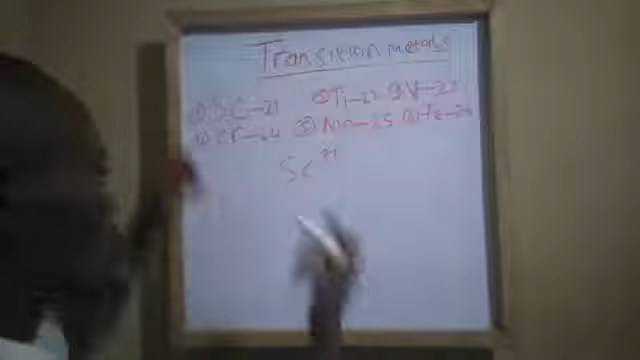 Transition metals
① SC-21 ② Ti-22 ③ V-23
④ Cr-24 ⑤ Mn-25 ⑥ Fe-26
Sc²¹